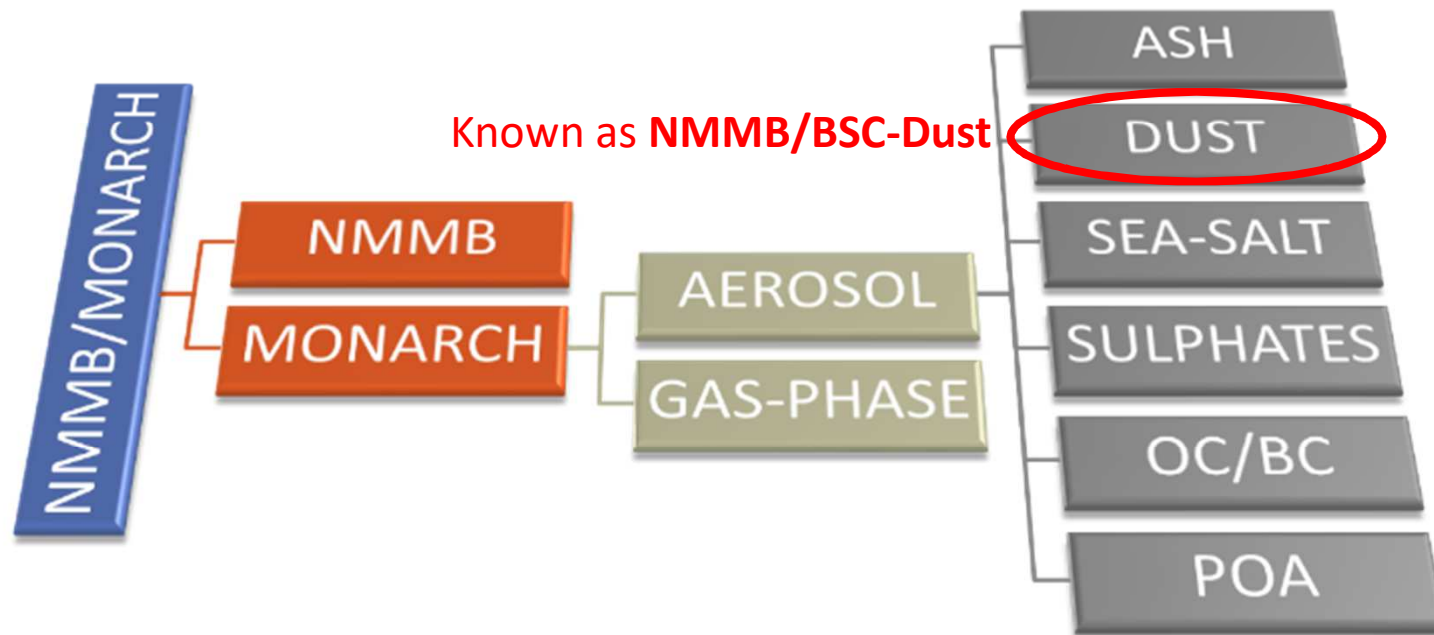 NMMB/MONARCH
NMMB
MONARCH
AEROSOL
GAS-PHASE
Known as NMMB/BSC-Dust
ASH
DUST
SEA-SALT
SULPHATES
OC/BC
POA